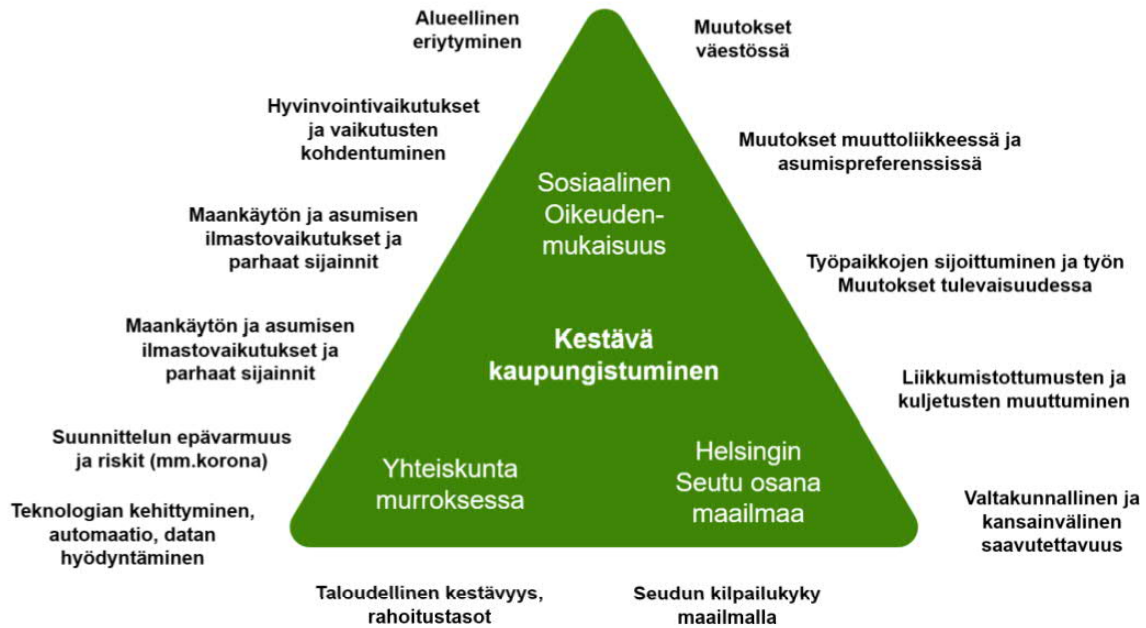 Alueellinen
eriytyminen
Muutokset
väestössä
Hyvinvointivaikutukset
ja vaikutusten
kohdentuminen
Muutokset muuttoliikkeessä ja
asumispreferenssissä
Sosiaalinen
Oikeuden-
mukaisuus
Maankäytön ja asumisen
ilmastovaikutukset ja
parhaat sijainnit
Työpaikkojen sijoittuminen ja työn
Muutokset tulevaisuudessa
Maankäytön ja asumisen
ilmastovaikutukset ja
parhaat sijainnit
Kestävä
kaupungistuminen
Liikkumistottumusten ja
kuljetusten muuttuminen
Suunnittelun epävarmuus
ja riskit (mm.korona)
Yhteiskunta
murroksessa
Helsingin
Seutu osana
maailmaa
Teknologian kehittyminen,
automaatio, datan
hyödyntäminen
Valtakunnallinen ja
kansainvälinen
saavutettavuus
Taloudellinen kestävyys,
rahoitustasot
Seudun kilpailukyky
maailmalla